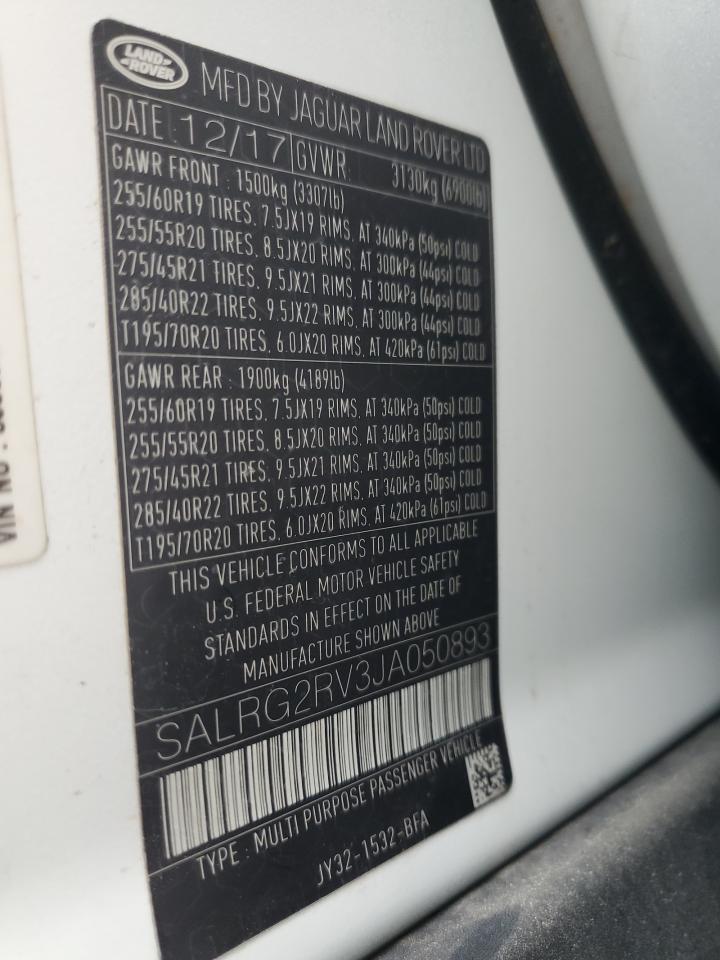 LAND ROVER
MFD BY JAGUAR LAND ROVER LTD
DATE : 12/17 GVWR: 3130kg (6900lb)
GAWR FRONT : 1500kg (3307lb)
255/60R19 TIRES, 7.5JX19 RIMS, AT 340kPa (50psi) COLD
255/55R20 TIRES, 8.5JX20 RIMS, AT 300kPa (44psi) COLD
275/45R21 TIRES, 9.5JX21 RIMS, AT 300kPa (44psi) COLD
285/40R22 TIRES, 9.5JX22 RIMS, AT 300kPa (44psi) COLD
T195/70R20 TIRES, 6.0JX20 RIMS, AT 420kPa (61psi) COLD
GAWR REAR : 1900kg (4189lb)
255/60R19 TIRES, 7.5JX19 RIMS, AT 340kPa (50psi) COLD
255/55R20 TIRES, 8.5JX20 RIMS, AT 340kPa (50psi) COLD
275/45R21 TIRES, 9.5JX21 RIMS, AT 340kPa (50psi) COLD
285/40R22 TIRES, 9.5JX22 RIMS, AT 340kPa (50psi) COLD
T195/70R20 TIRES, 6.0JX20 RIMS, AT 420kPa (61psi) COLD
THIS VEHICLE CONFORMS TO ALL APPLICABLE
U.S. FEDERAL MOTOR VEHICLE SAFETY
STANDARDS IN EFFECT ON THE DATE OF
MANUFACTURE SHOWN ABOVE
SALRG2RV3JA050893
TYPE : MULTI PURPOSE PASSENGER VEHICLE
JY32-1532-BFA
VIN NO :